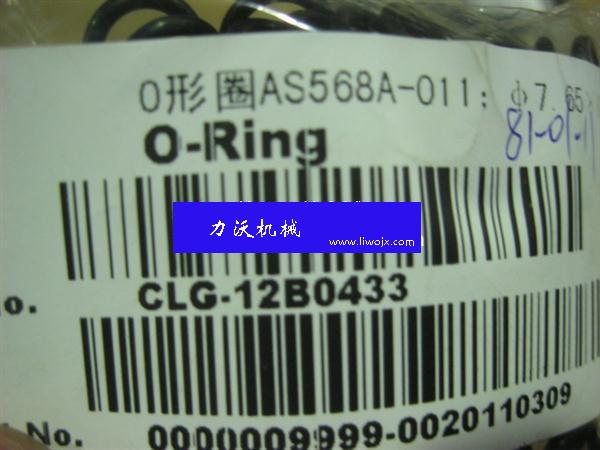 O形圈AS568A-011: φ7.65
O-Ring
81-01-11
力沃机械
www.liwojx.com
No. CLG-12B0433
No. 0000009999-0020110309